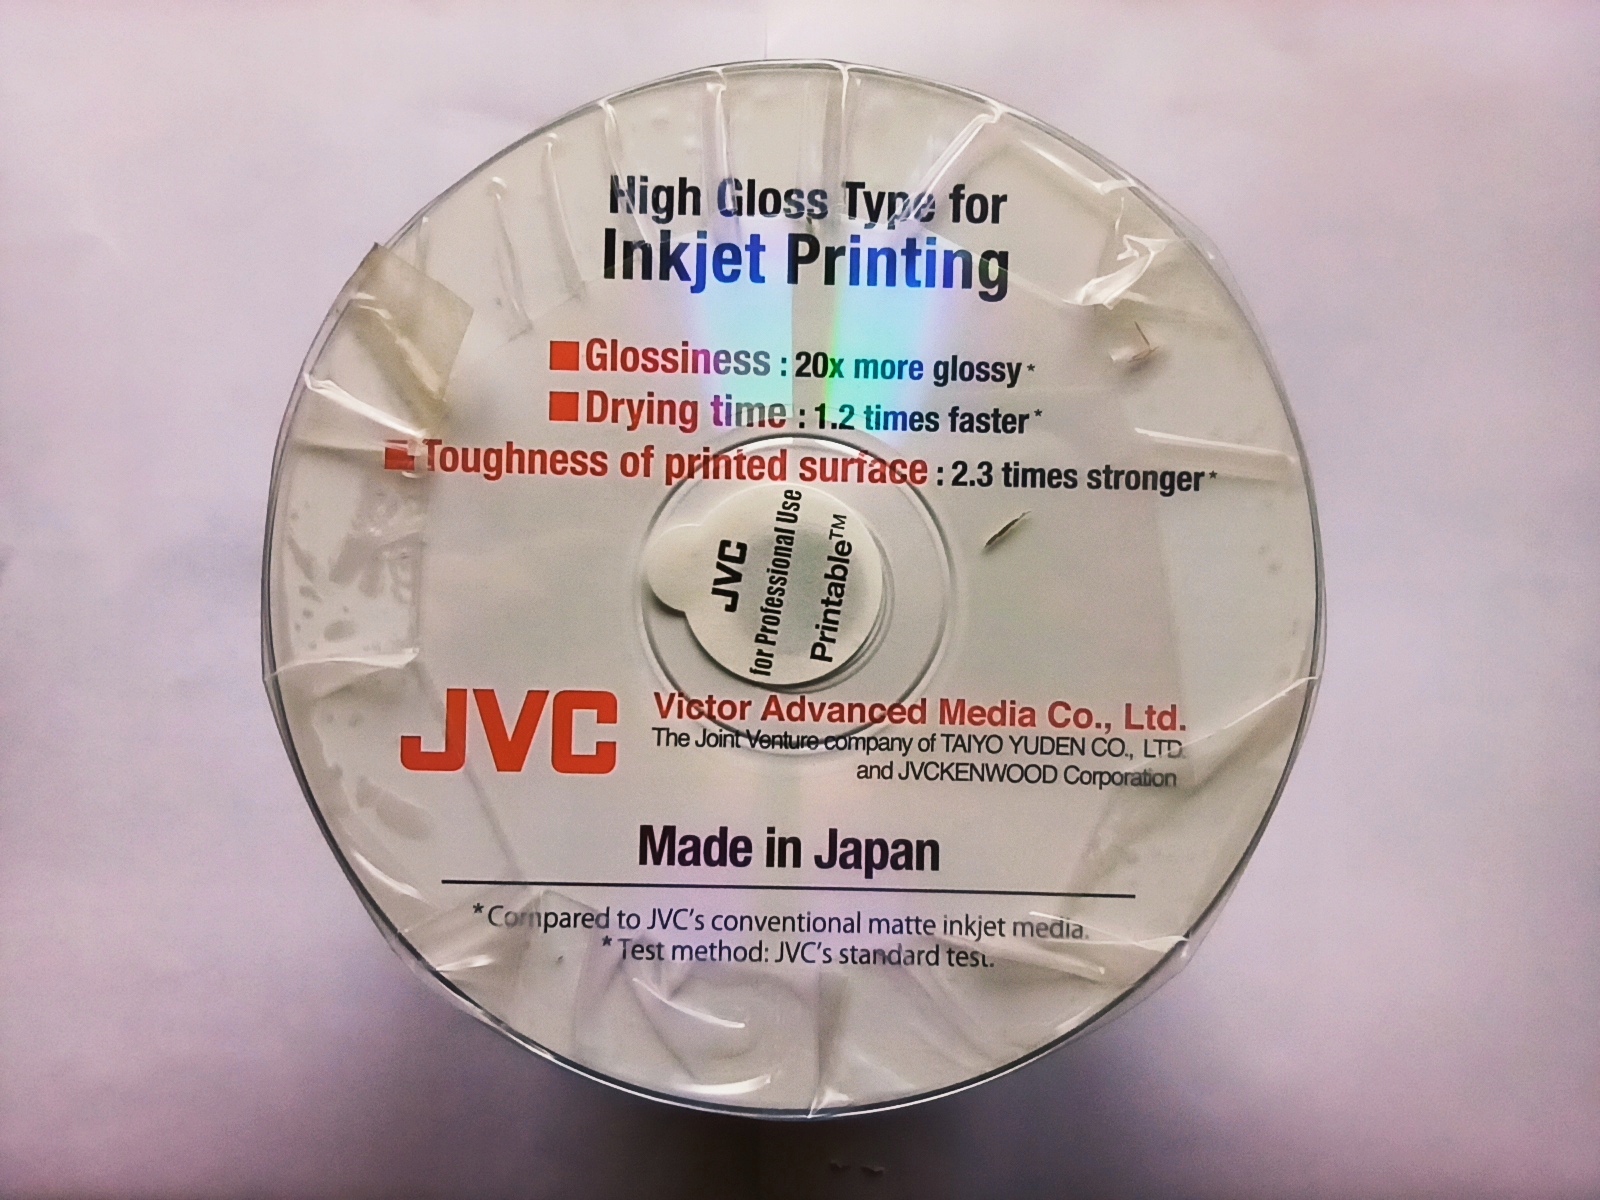 High Gloss Type for
Inkjet Printing
■Glossiness : 20x more glossy*
■Drying time : 1.2 times faster*
■Toughness of printed surface : 2.3 times stronger*
JVC
for Professional Use
Printable™
JVC
Victor Advanced Media Co., Ltd.
The Joint Venture company of TAIYO YUDEN CO., LTD.
and JVCKENWOOD Corporation
Made in Japan
*Compared to JVC's conventional matte inkjet media.
*Test method: JVC's standard test.